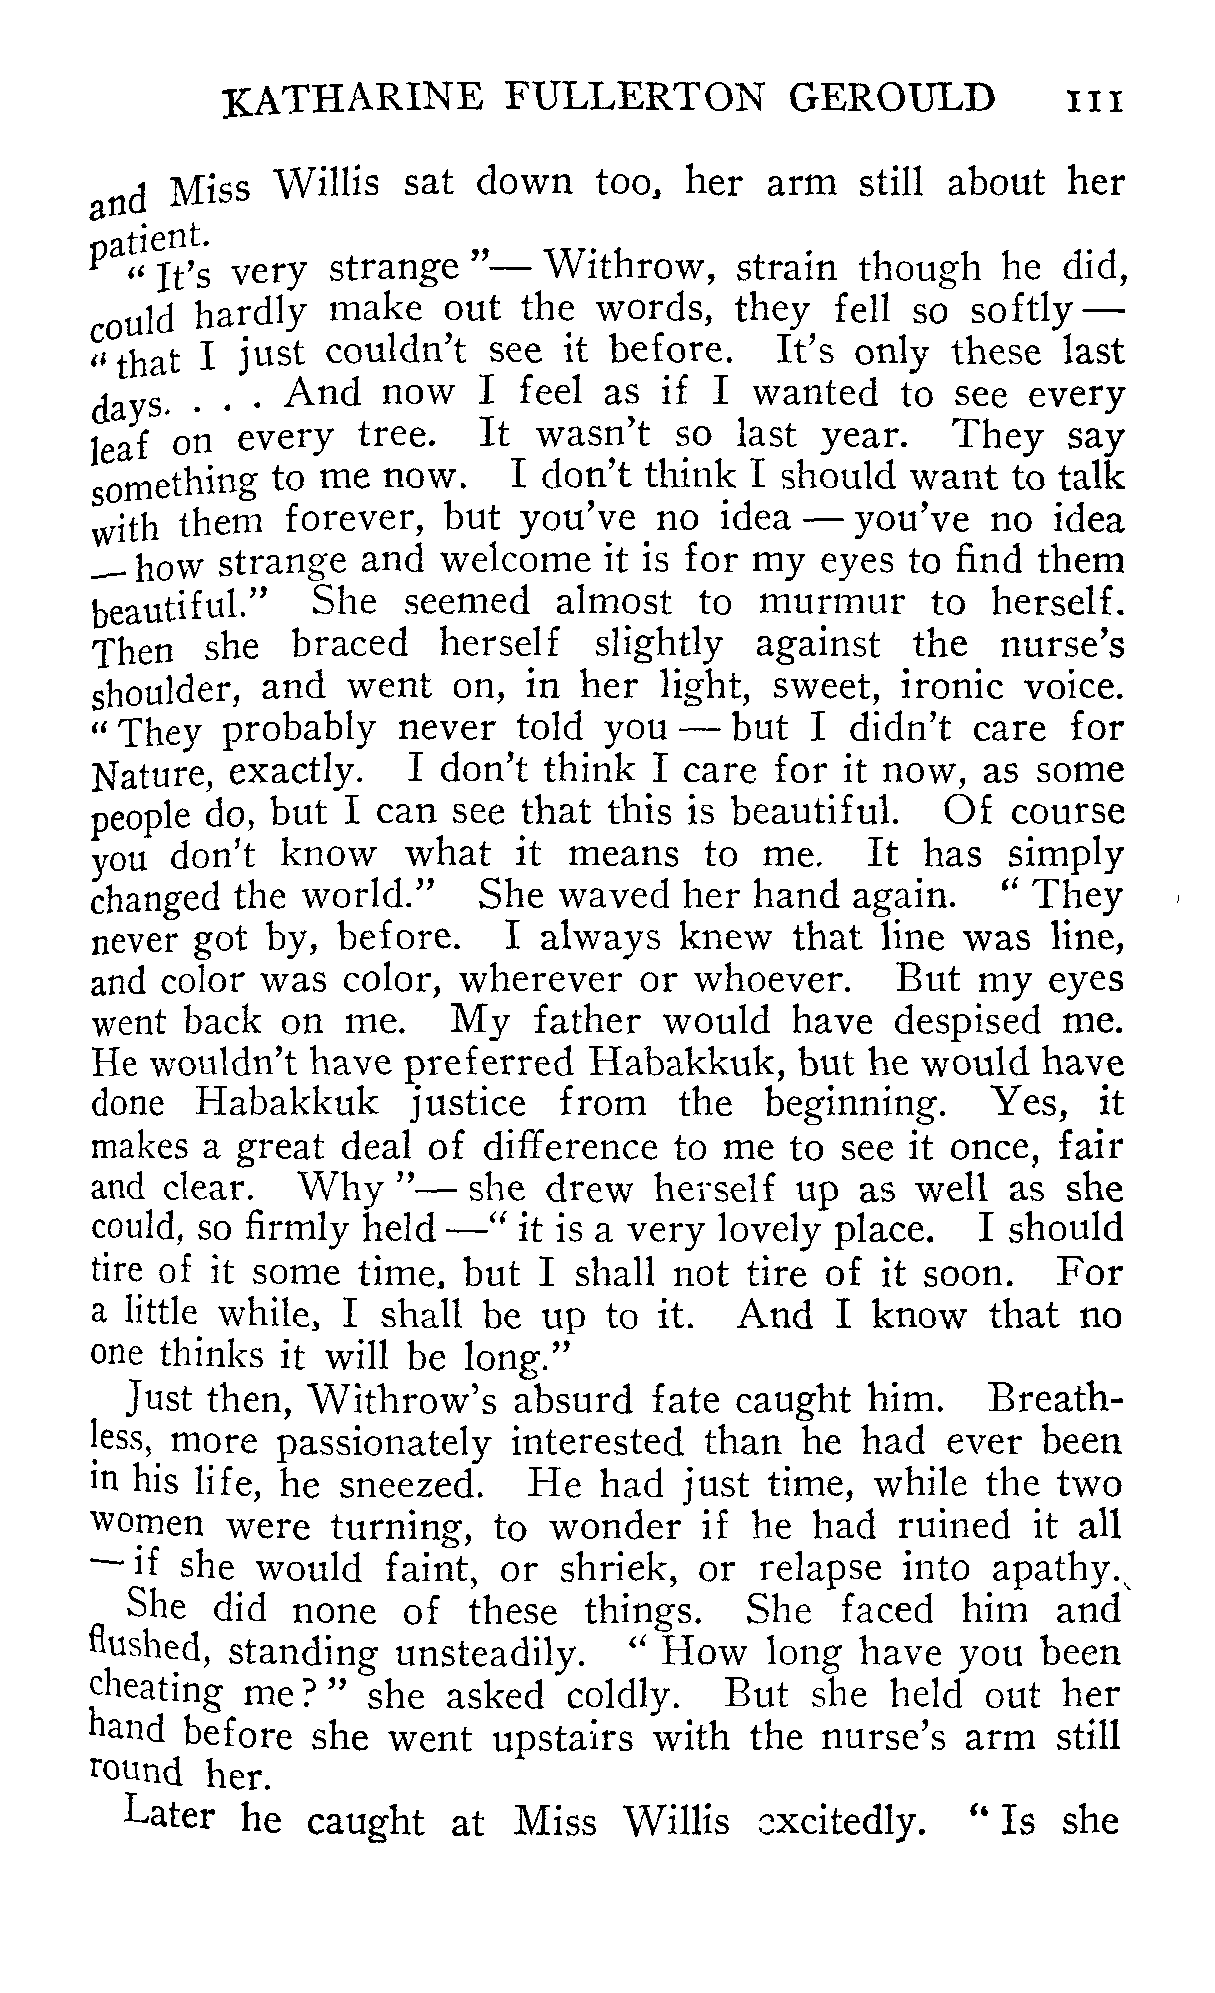 KATHARINE FULLERTON GEROULD 111
and Miss Willis sat down too, her arm still about her
patient.
"It's very strange"— Withrow, strain though he did,
could hardly make out the words, they fell so softly —
"that I just couldn't see it before. It's only these last
days. . . . And now I feel as if I wanted to see every
leaf on every tree. It wasn't so last year. They say
something to me now. I don't think I should want to talk
with them forever, but you've no idea — you've no idea
— how strange and welcome it is for my eyes to find them
beautiful." She seemed almost to murmur to herself.
Then she braced herself slightly against the nurse's
shoulder, and went on, in her light, sweet, ironic voice.
"They probably never told you — but I didn't care for
Nature, exactly. I don't think I care for it now, as some
people do, but I can see that this is beautiful. Of course
you don't know what it means to me. It has simply
changed the world." She waved her hand again. "They
never got by, before. I always knew that line was line,
and color was color, wherever or whoever. But my eyes
went back on me. My father would have despised me.
He wouldn't have preferred Habakkuk, but he would have
done Habakkuk justice from the beginning. Yes, it
makes a great deal of difference to me to see it once, fair
and clear. Why"— she drew herself up as well as she
could, so firmly held —"it is a very lovely place. I should
tire of it some time, but I shall not tire of it soon. For
a little while, I shall be up to it. And I know that no
one thinks it will be long."
Just then, Withrow's absurd fate caught him. Breath-
less, more passionately interested than he had ever been
in his life, he sneezed. He had just time, while the two
women were turning, to wonder if he had ruined it all
— if she would faint, or shriek, or relapse into apathy.
She did none of these things. She faced him and
flushed, standing unsteadily. "How long have you been
cheating me?" she asked coldly. But she held out her
hand before she went upstairs with the nurse's arm still
round her.
Later he caught at Miss Willis excitedly. "Is she